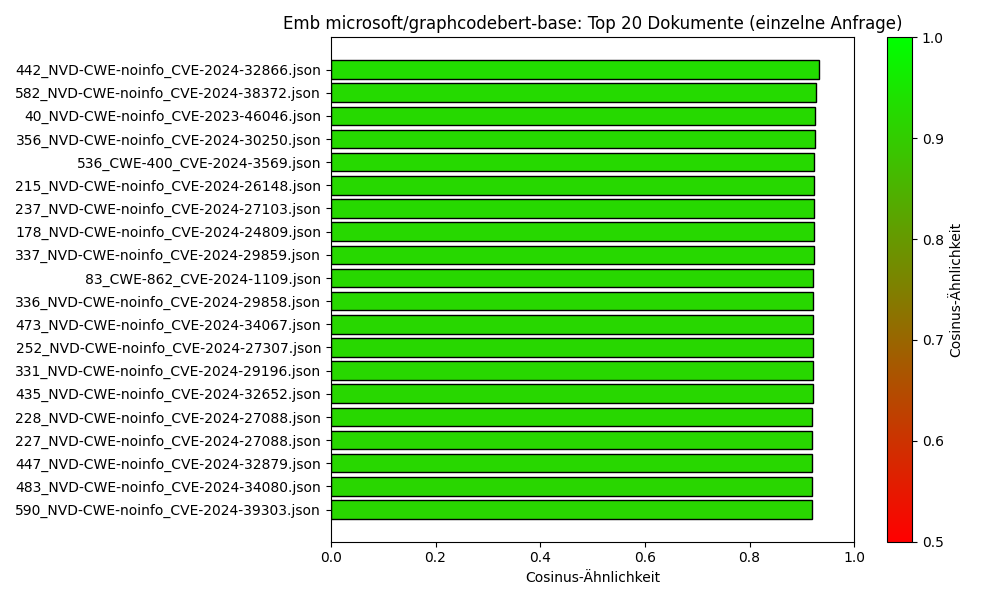 Emb microsoft/graphcodebert-base: Top 20 Dokumente (einzelne Anfrage)
442_NVD-CWE-noinfo_CVE-2024-32866.json
582_NVD-CWE-noinfo_CVE-2024-38372.json
40_NVD-CWE-noinfo_CVE-2023-46046.json
356_NVD-CWE-noinfo_CVE-2024-30250.json
536_CWE-400_CVE-2024-3569.json
215_NVD-CWE-noinfo_CVE-2024-26148.json
237_NVD-CWE-noinfo_CVE-2024-27103.json
178_NVD-CWE-noinfo_CVE-2024-24809.json
337_NVD-CWE-noinfo_CVE-2024-29859.json
83_CWE-862_CVE-2024-1109.json
336_NVD-CWE-noinfo_CVE-2024-29858.json
473_NVD-CWE-noinfo_CVE-2024-34067.json
252_NVD-CWE-noinfo_CVE-2024-27307.json
331_NVD-CWE-noinfo_CVE-2024-29196.json
435_NVD-CWE-noinfo_CVE-2024-32652.json
228_NVD-CWE-noinfo_CVE-2024-27088.json
227_NVD-CWE-noinfo_CVE-2024-27088.json
447_NVD-CWE-noinfo_CVE-2024-32879.json
483_NVD-CWE-noinfo_CVE-2024-34080.json
590_NVD-CWE-noinfo_CVE-2024-39303.json
0.0 0.2 0.4 0.6 0.8 1.0
Cosinus-Ähnlichkeit
1.0
0.9
0.8
0.7
0.6
0.5
Cosinus-Ähnlichkeit